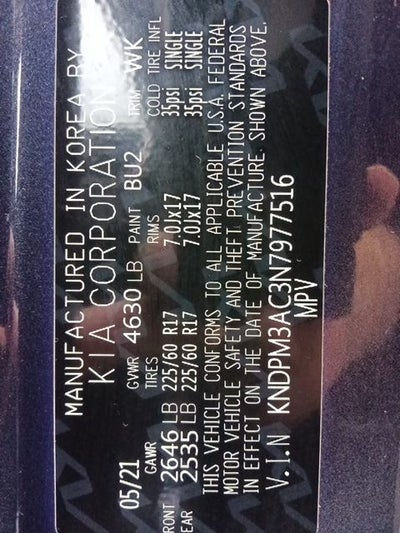 MANUFACTURED IN KOREA BY
KIA CORPORATION
05/21 GVWR 4630 LB PAINT BU2 TRIM WK
GAWR TIRES RIMS COLD TIRE INFL
RONT 2646 LB 225/60 R17 7.0Jx17 35psi SINGLE
EAR 2535 LB 225/60 R17 7.0Jx17 35psi SINGLE
THIS VEHICLE CONFORMS TO ALL APPLICABLE U.S.A. FEDERAL
MOTOR VEHICLE SAFETY AND THEFT PREVENTION STANDARDS
IN EFFECT ON THE DATE OF MANUFACTURE. SHOWN ABOVE.
V.I.N KNDPM3AC3N7977516
MPV